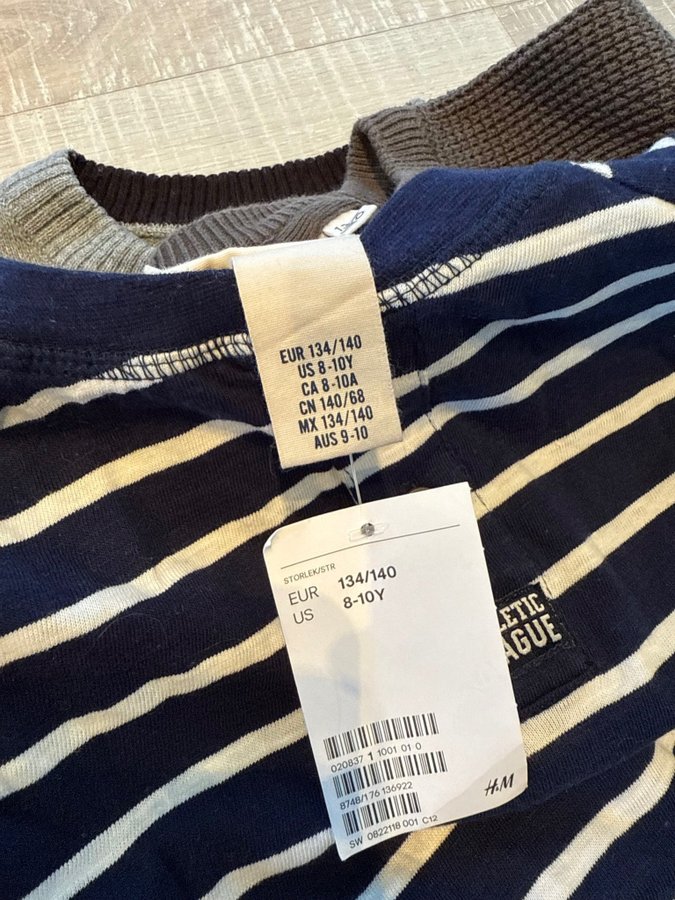 EUR 134/140
US 8-10Y
CA 8-10A
CN 140/68
MX 134/140
AUS 9-10
STORLEK/STR
EUR 134/140
US 8-10Y
LETIC
AGUE
020837 1 1001 01 0
8748/176 136922
SW 0822118 001 C12
H&M